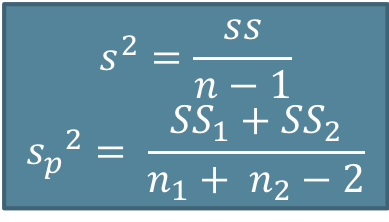 s² = ss / n − 1
sₚ² = SS₁ + SS₂ / n₁ + n₂ − 2